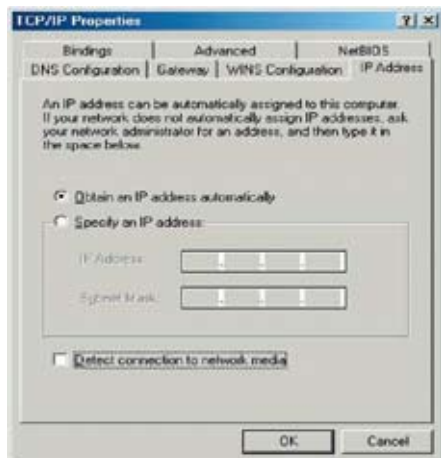 TCP/IP Properties
Bindings Advanced NetBIOS
DNS Configuration Gateway WINS Configuration IP Address
An IP address can be automatically assigned to this computer.
If your network does not automatically assign IP addresses, ask
your network administrator for an address, and then type it in
the space below.
Obtain an IP address automatically
Specify an IP address:
IP Address:
Subnet Mask:
Detect connection to network media
OK Cancel